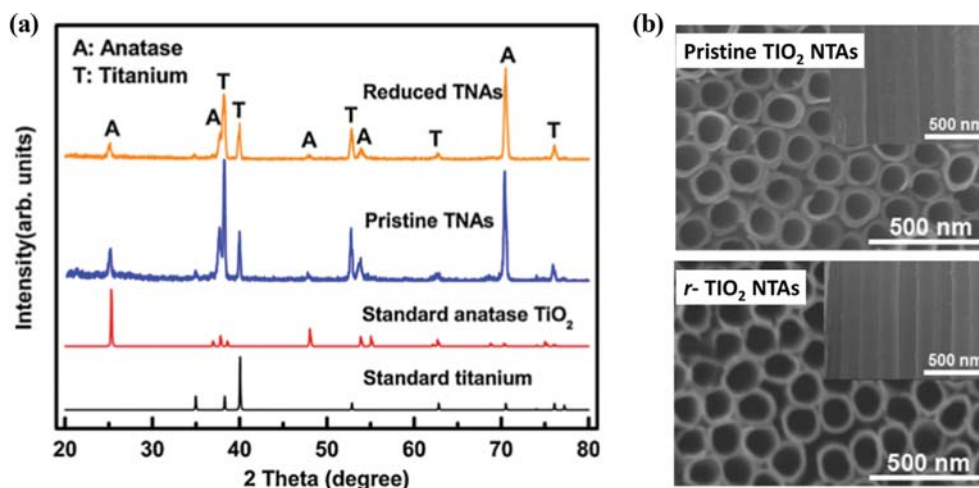 (a)
A: Anatase
T: Titanium
Reduced TNAs
A
A
T
T
A
T
A
T
A
T
Pristine TNAs
Standard anatase TiO2
Standard titanium
Intensity(arb. units)
20 30 40 50 60 70 80
2 Theta (degree)
(b)
Pristine TIO2 NTAs
500 nm
500 nm
r- TIO2 NTAs
500 nm
500 nm